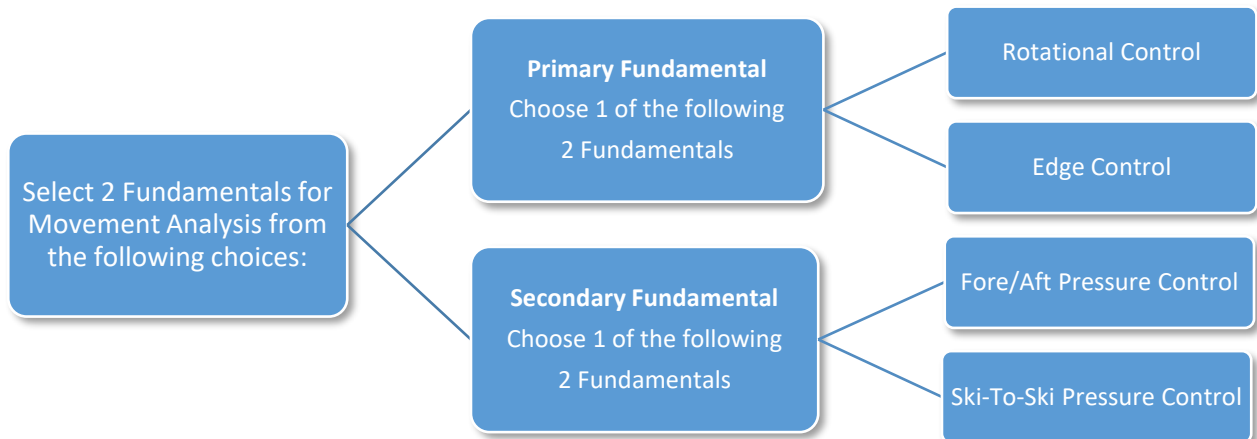 Select 2 Fundamentals for
Movement Analysis from
the following choices:
Primary Fundamental
Choose 1 of the following
2 Fundamentals
Rotational Control
Edge Control
Secondary Fundamental
Choose 1 of the following
2 Fundamentals
Fore/Aft Pressure Control
Ski-To-Ski Pressure Control